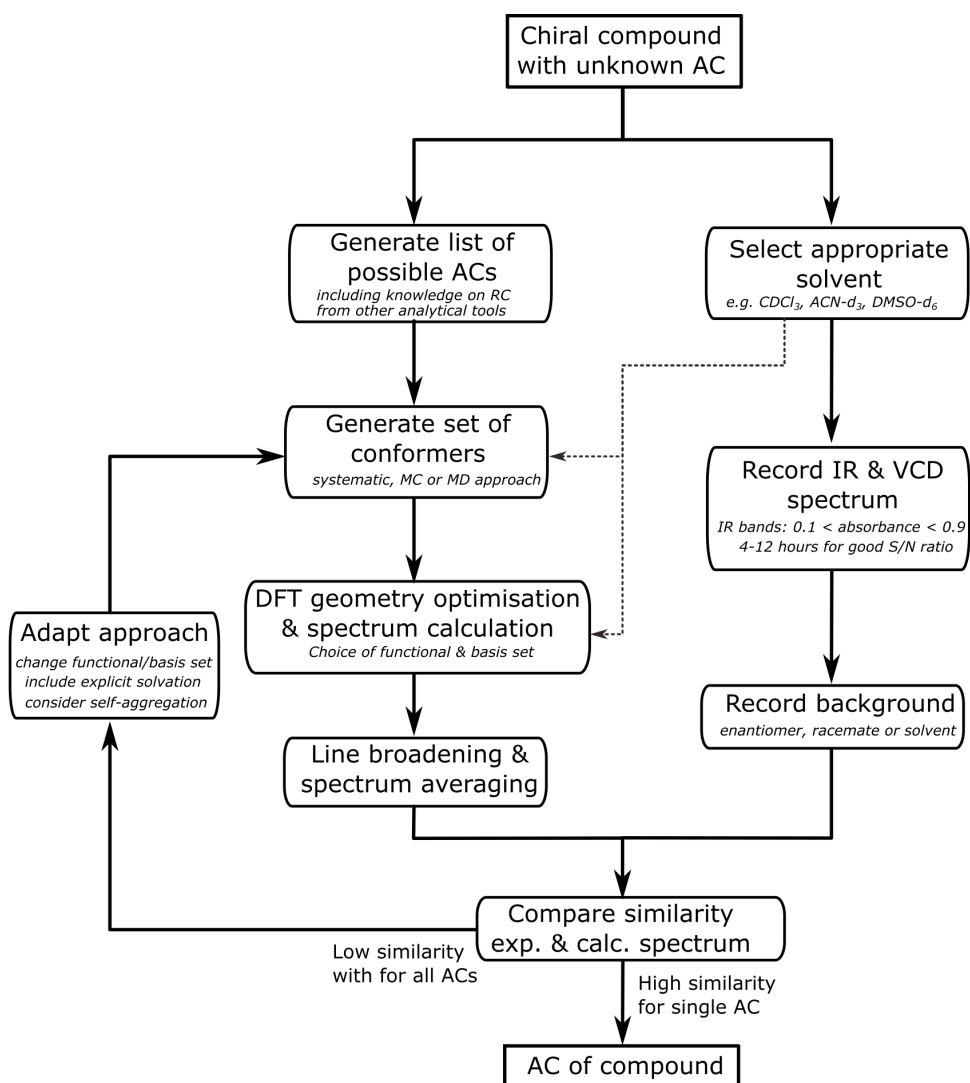 Chiral compound
with unknown AC
Generate list of
possible ACs
including knowledge on RC
from other analytical tools
Select appropriate
solvent
e.g. CDCl₃, ACN-d₃, DMSO-d₆
Generate set of
conformers
systematic, MC or MD approach
Record IR & VCD
spectrum
IR bands: 0.1 < absorbance < 0.9
4-12 hours for good S/N ratio
DFT geometry optimisation
& spectrum calculation
Choice of functional & basis set
Adapt approach
change functional/basis set
include explicit solvation
consider self-aggregation
Record background
enantiomer, racemate or solvent
Line broadening &
spectrum averaging
Compare similarity
exp. & calc. spectrum
Low similarity
with for all ACs
High similarity
for single AC
AC of compound